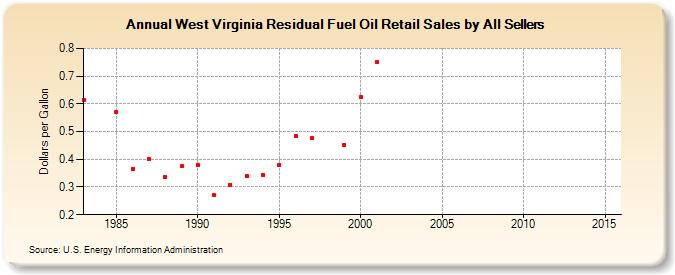 Annual West Virginia Residual Fuel Oil Retail Sales by All Sellers
Dollars per Gallon
0.8
0.7
0.6
0.5
0.4
0.3
0.2
1985 1990 1995 2000 2005 2010 2015
Source: U.S. Energy Information Administration